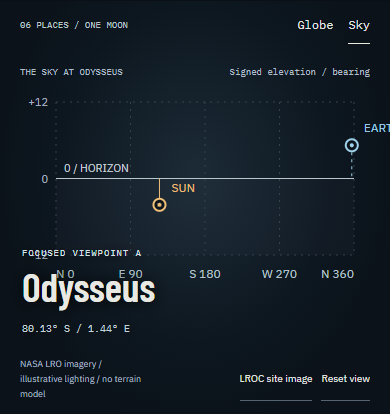 06 PLACES / ONE MOON
Globe Sky
THE SKY AT ODYSSEUS
Signed elevation / bearing
+12
EART
0 / HORIZON
0
SUN
-12
FOCUSED VIEWPOINT A
N 0 E 90 S 180 W 270 N 360
Odysseus
80.13° S / 1.44° E
NASA LRO imagery /
illustrative lighting / no terrain
model
LROC site image Reset view